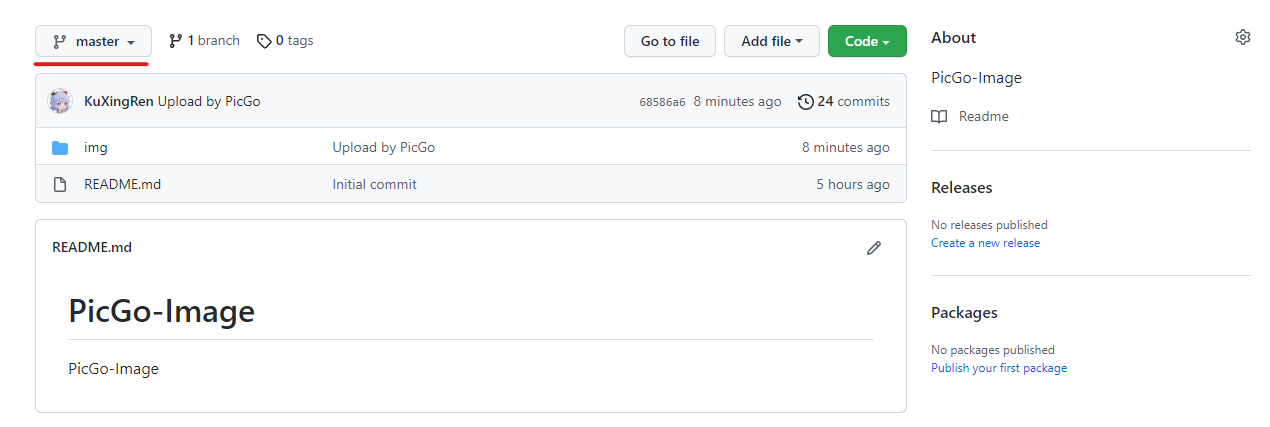 master 1 branch 0 tags Go to file Add file Code
KuXingRen Upload by PicGo 68586a6 8 minutes ago 24 commits
img Upload by PicGo 8 minutes ago
README.md Initial commit 5 hours ago
README.md
PicGo-Image
PicGo-Image
About
PicGo-Image
Readme
Releases
No releases published
Create a new release
Packages
No packages published
Publish your first package